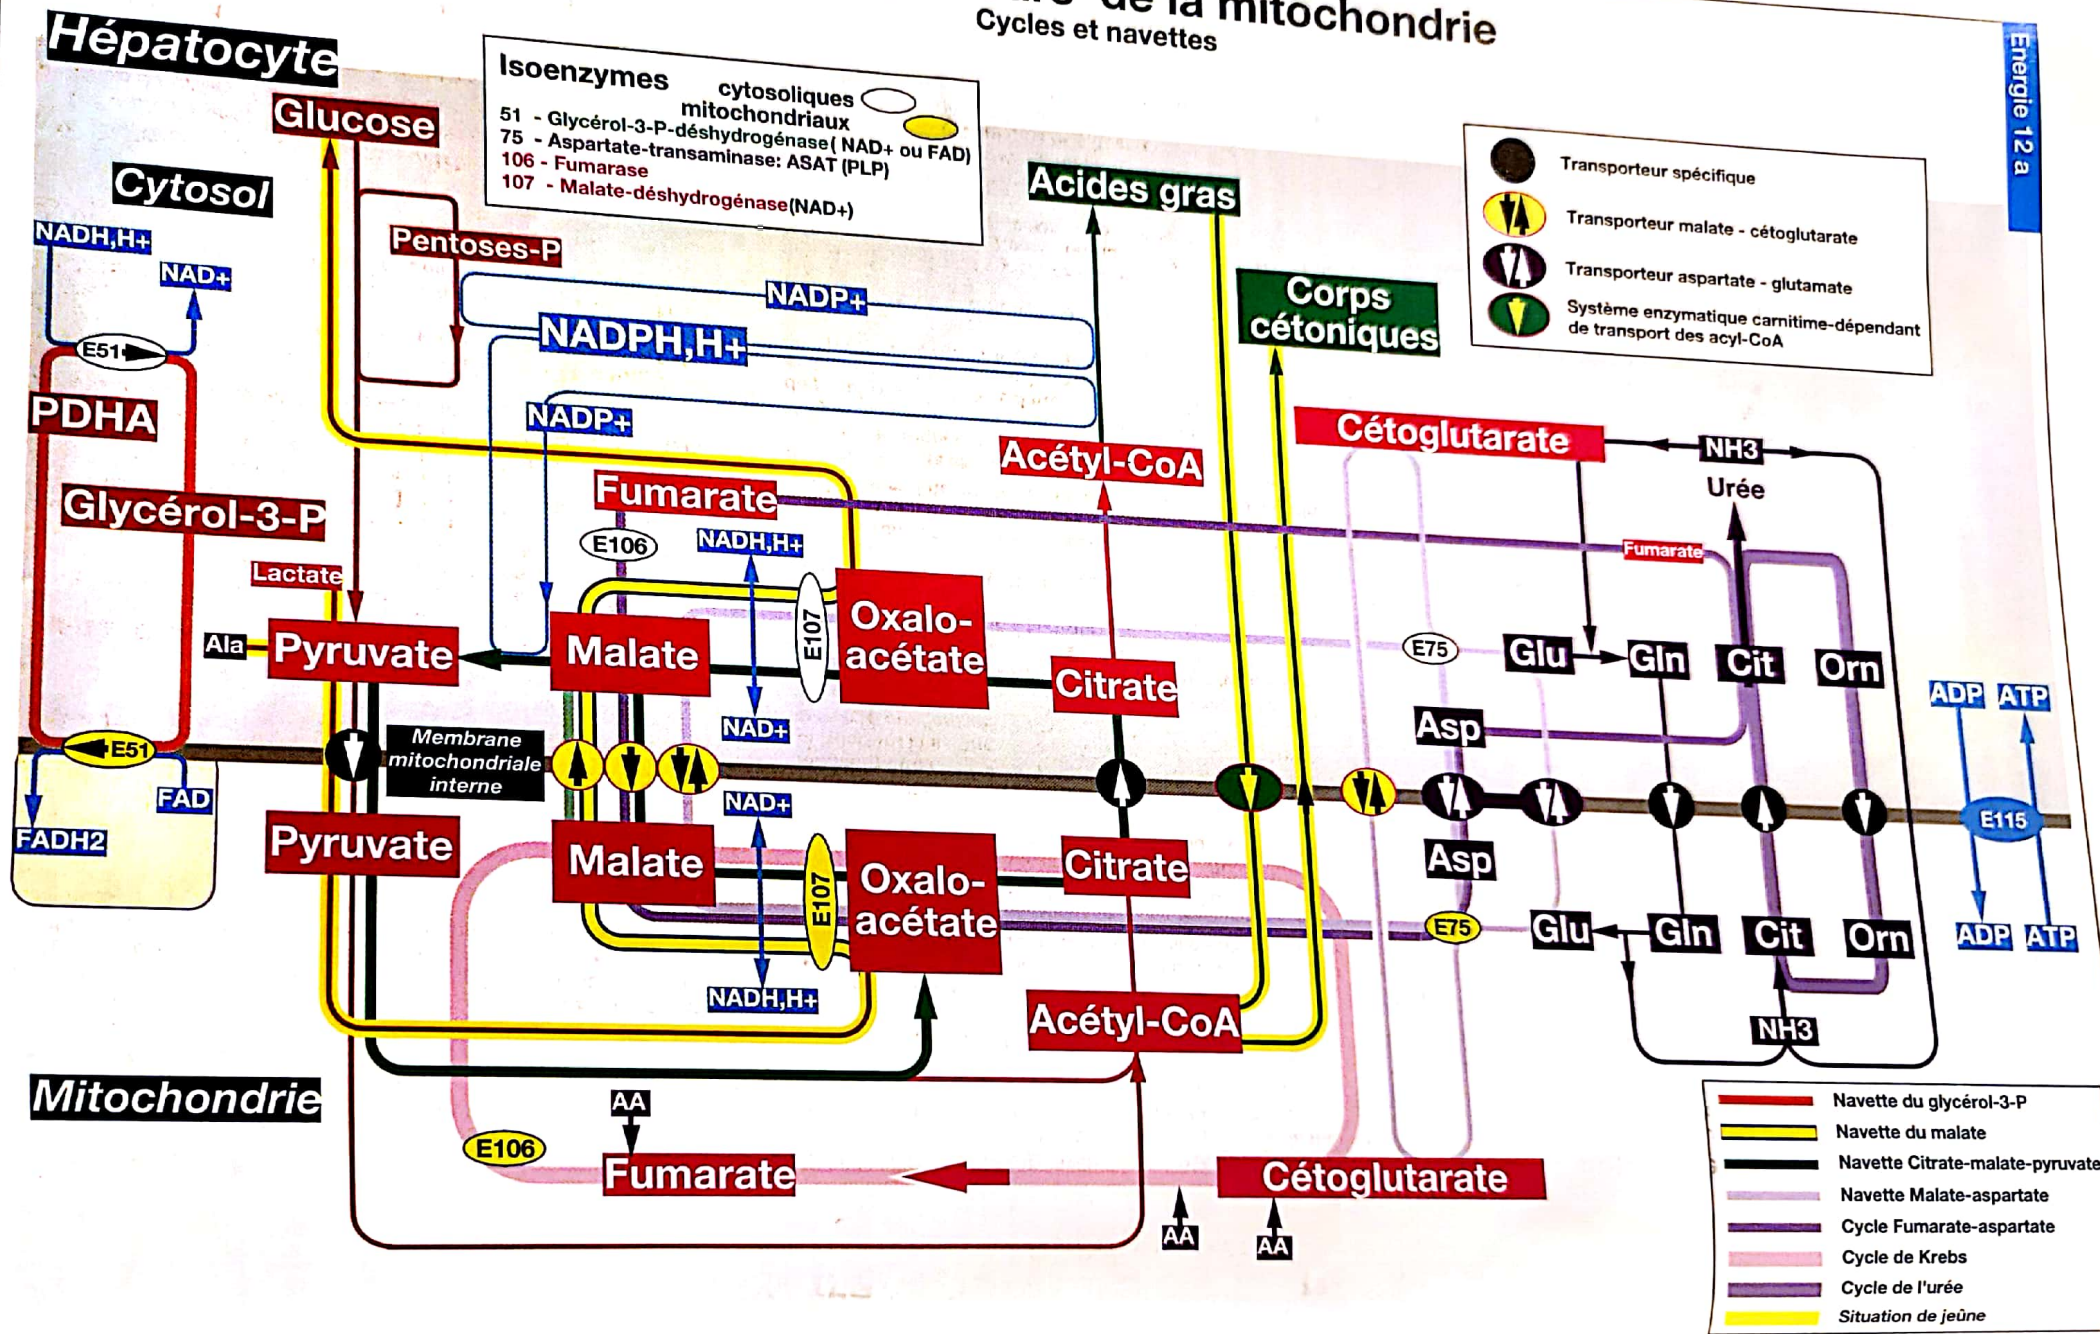 de la mitochondrie
Cycles et navettes
Energie 12 a
Hépatocyte
Glucose
Cytosol
NADH,H+
NAD+
E51
PDHA
Glycérol-3-P
Lactate
Ala
Pyruvate
E51
FAD
FADH2
Pyruvate
Mitochondrie
Isoenzymes
cytosoliques
mitochondriaux
51 - Glycérol-3-P-déshydrogénase( NAD+ ou FAD)
75 - Aspartate-transaminase: ASAT (PLP)
106 - Fumarase
107 - Malate-déshydrogénase(NAD+)
Pentoses-P
NADP+
NADPH,H+
NADP+
Fumarate
E106
NADH,H+
E107
Oxalo-
acétate
Malate
NAD+
Membrane
mitochondriale
interne
NAD+
Malate
E107
Oxalo-
acétate
NADH,H+
AA
E106
Fumarate
Acides gras
Corps
cétoniques
Acétyl-CoA
Citrate
Citrate
Acétyl-CoA
Cétoglutarate
AA
AA
Transporteur spécifique
Transporteur malate - cétoglutarate
Transporteur aspartate - glutamate
Système enzymatique carnitime-dépendant
de transport des acyl-CoA
Cétoglutarate
NH3
Urée
Fumarate
E75
Glu
Gln
Cit
Orn
Asp
ADP
ATP
E115
Asp
E75
Glu
Gln
Cit
Orn
ADP
ATP
NH3
Navette du glycérol-3-P
Navette du malate
Navette Citrate-malate-pyruvate
Navette Malate-aspartate
Cycle Fumarate-aspartate
Cycle de Krebs
Cycle de l'urée
Situation de jeûne